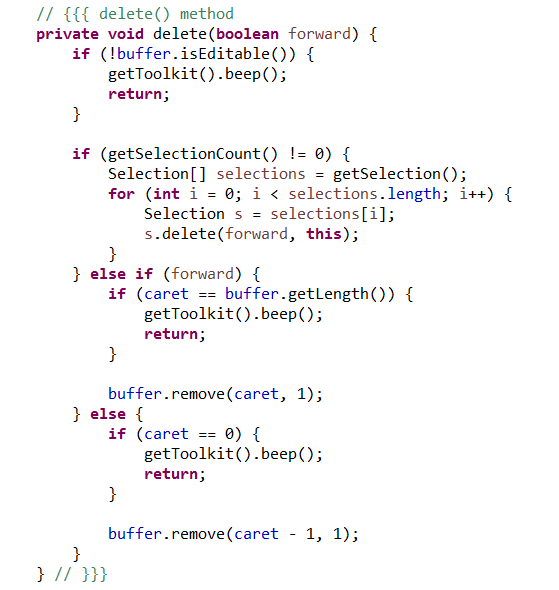 // {{{ delete() method
private void delete(boolean forward) {
    if (!buffer.isEditable()) {
        getToolkit().beep();
        return;
    }

    if (getSelectionCount() != 0) {
        Selection[] selections = getSelection();
        for (int i = 0; i < selections.length; i++) {
            Selection s = selections[i];
            s.delete(forward, this);
        }
    } else if (forward) {
        if (caret == buffer.getLength()) {
            getToolkit().beep();
            return;
        }

        buffer.remove(caret, 1);
    } else {
        if (caret == 0) {
            getToolkit().beep();
            return;
        }

        buffer.remove(caret - 1, 1);
    }
} // }}}